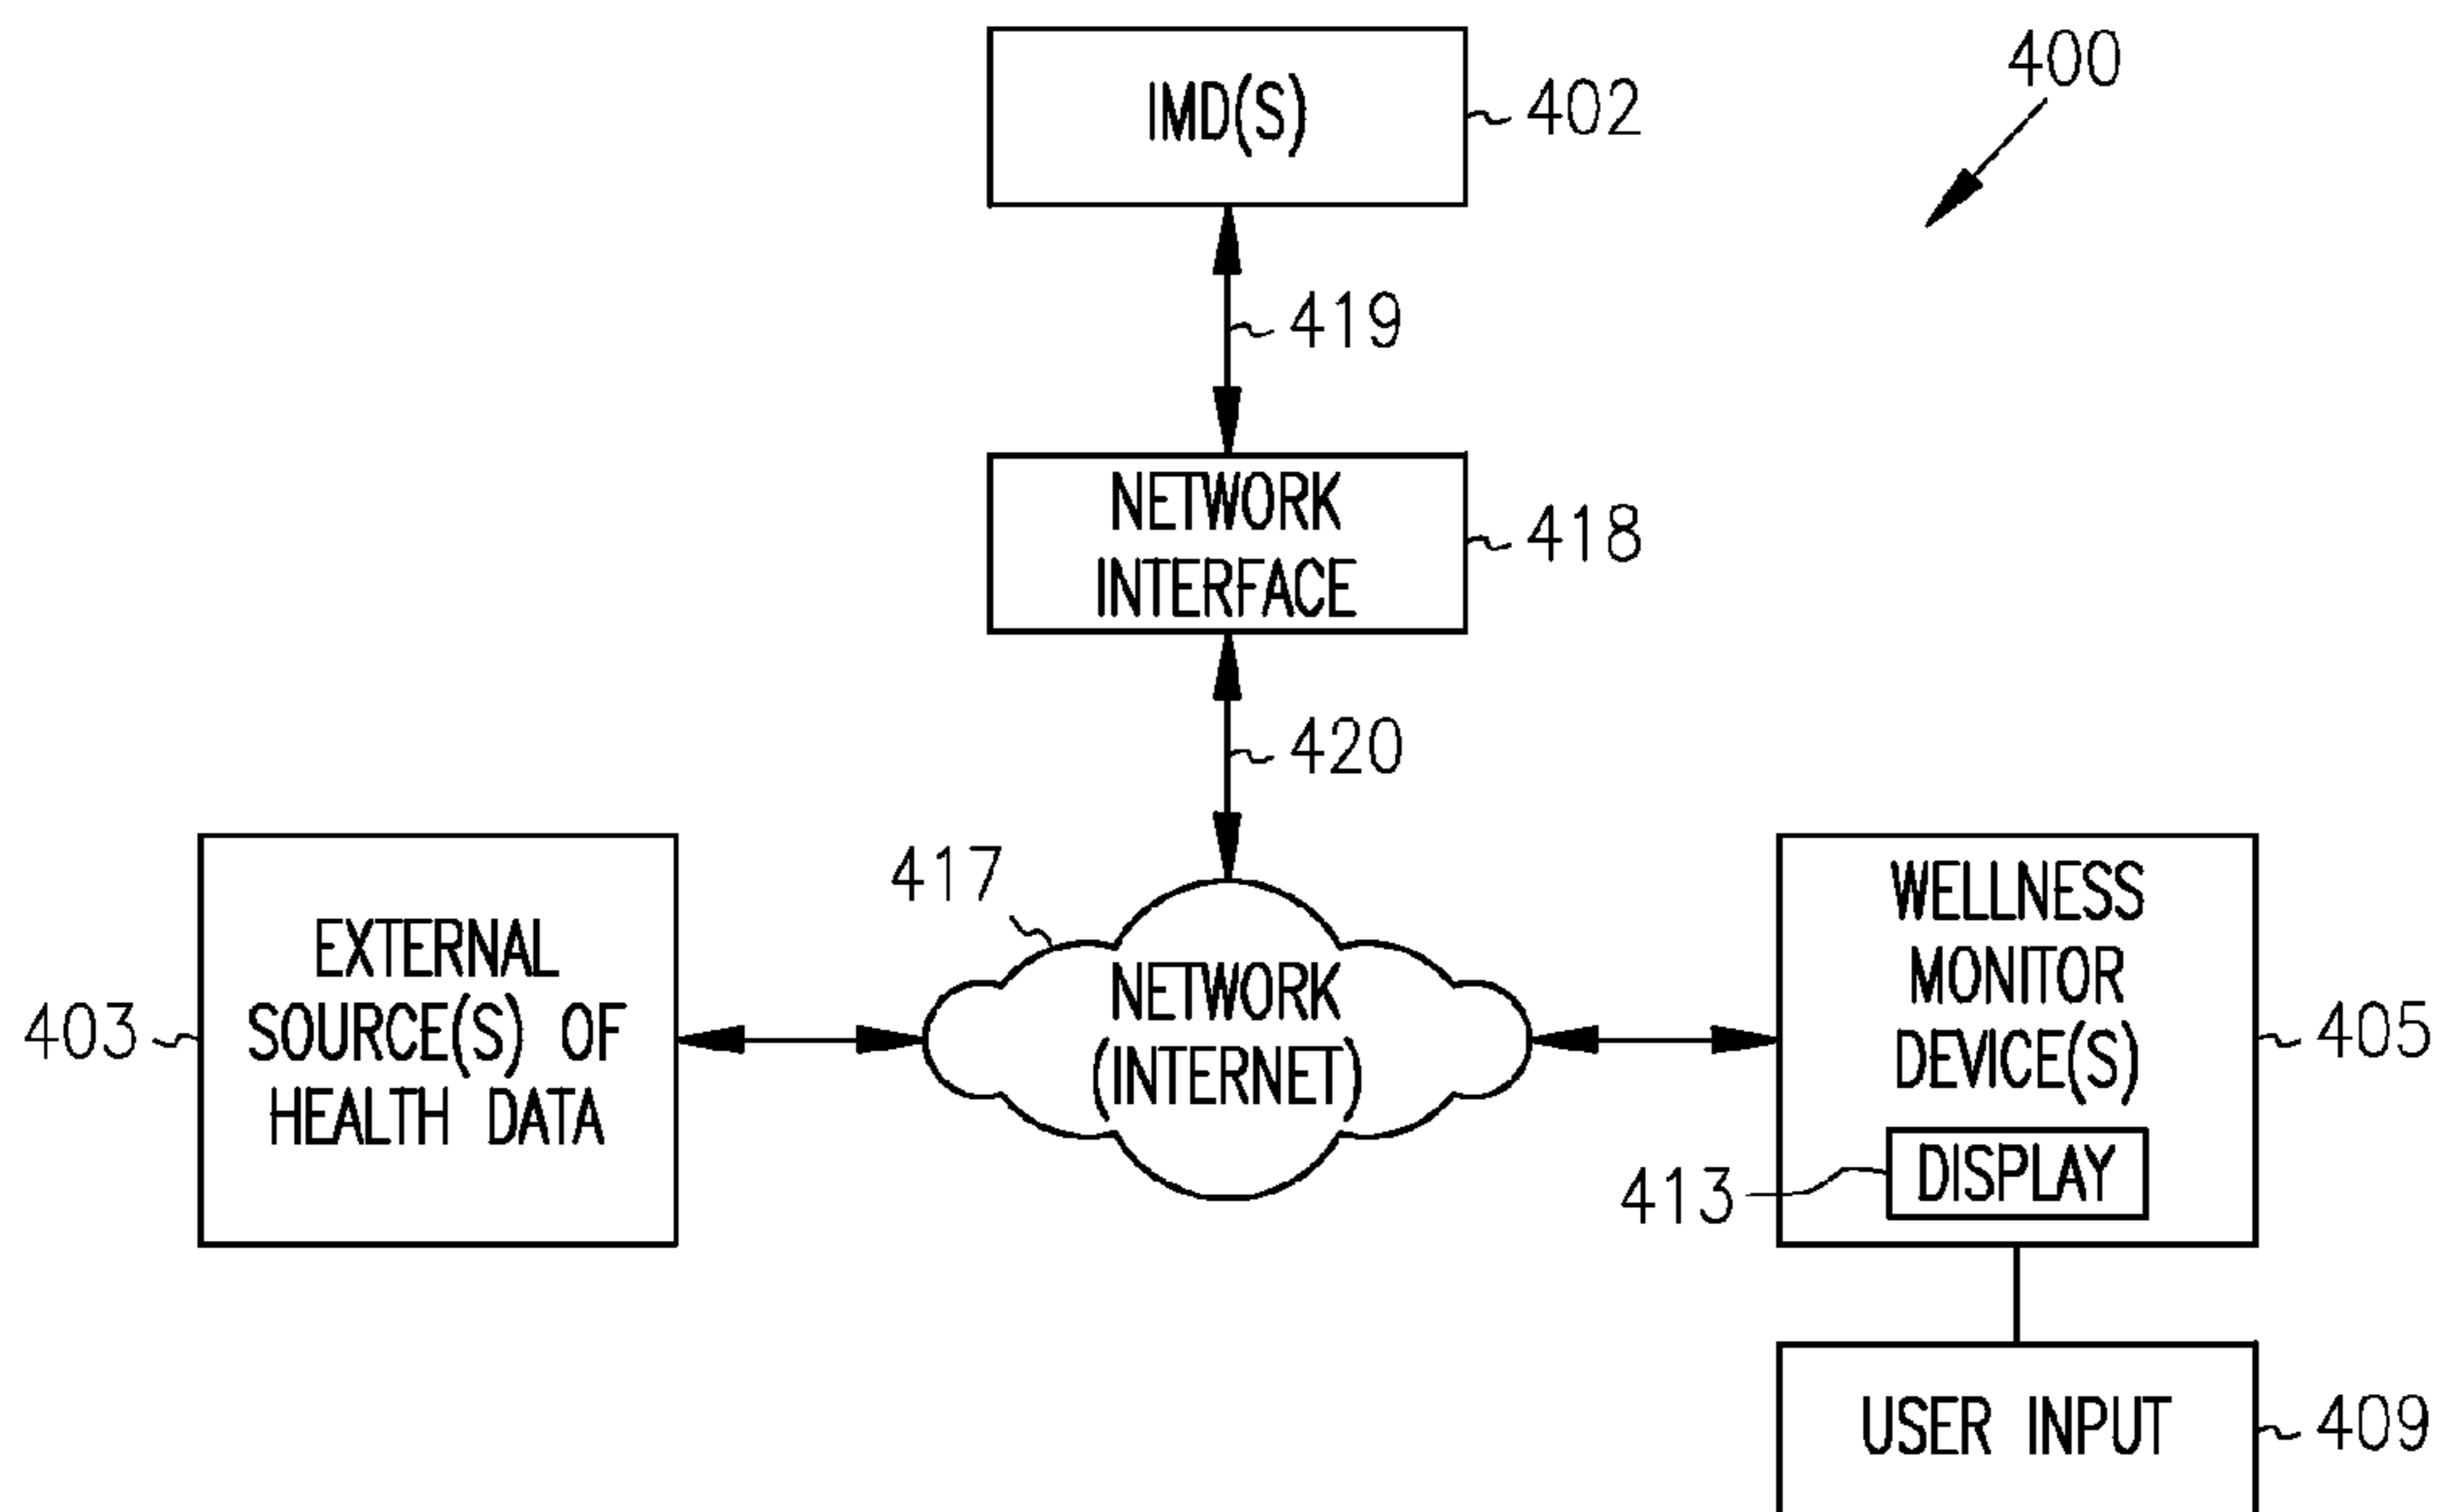 400
IMD(S)
402
419
NETWORK
INTERFACE
418
420
417
EXTERNAL
SOURCE(S) OF
HEALTH DATA
403
NETWORK
(INTERNET)
WELLNESS
MONITOR
DEVICE(S)
405
DISPLAY
413
USER INPUT
409